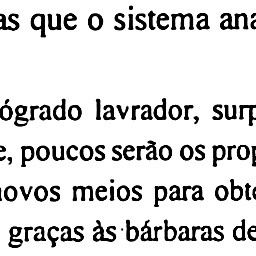 as que o sistema ana
ógrado lavrador, surp
e, poucos serão os prop
novos meios para obte
graças às bárbaras de